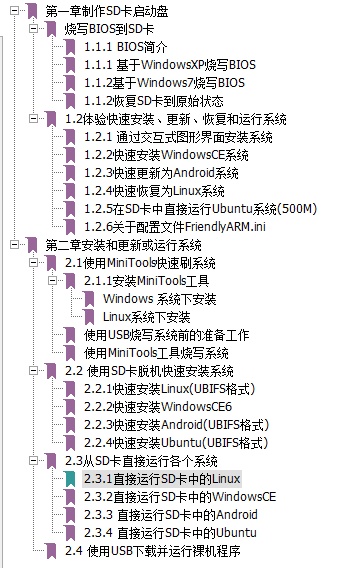 第一章制作SD卡启动盘
烧写BIOS到SD卡
1.1.1 BIOS简介
1.1.1 基于WindowsXP烧写BIOS
1.1.2基于Windows7烧写BIOS
1.1.2恢复SD卡到原始状态
1.2体验快速安装、更新、恢复和运行系统
1.2.1 通过交互式图形界面安装系统
1.2.2快速安装WindowsCE系统
1.2.3快速更新为Android系统
1.2.4快速恢复为Linux系统
1.2.5在SD卡中直接运行Ubuntu系统(500M)
1.2.6关于配置文件FriendlyARM.ini
第二章安装和更新或运行系统
2.1使用MiniTools快速刷系统
2.1.1安装MiniTools工具
Windows 系统下安装
Linux系统下安装
使用USB烧写系统前的准备工作
使用MiniTools工具烧写系统
2.2 使用SD卡脱机快速安装系统
2.2.1快速安装Linux(UBIFS格式)
2.2.2快速安装WindowsCE6
2.2.3快速安装Android(UBIFS格式)
2.2.4快速安装Ubuntu(UBIFS格式)
2.3从SD卡直接运行各个系统
2.3.1直接运行SD卡中的Linux
2.3.2直接运行SD卡中的WindowsCE
2.3.3 直接运行SD卡中的Android
2.3.4 直接运行SD卡中的Ubuntu
2.4 使用USB下载并运行裸机程序